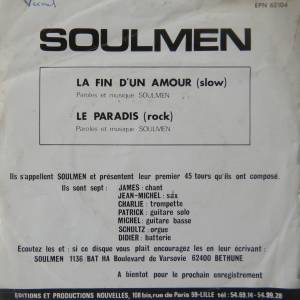 EPN 62104
SOULMEN
LA FIN D'UN AMOUR (slow)
Paroles et musique SOULMEN
LE PARADIS (rock)
Paroles et musique SOULMEN
Ils s'appellent SOULMEN et présentent leur premier 45 tours qu'ils ont composé.
Ils sont sept : JAMES: chant
JEAN-MICHEL: sax
CHARLIE: trompette
PATRICK: guitare solo
MICHEL: guitare basse
SCHULTZ: orgue
DIDIER: batterie
Ecoutez les et si ce disque vous plait encouragez les en leur écrivant :
SOULMEN 1136 BAT HA Boulevard de Varsovie 62400 BETHUNE
A bientot pour le prochain enregistrement
EDITIONS ET PRODUCTIONS NOUVELLES, 108 bis, rue de Paris 59-LILLE - tél : 54.69.14 - 54.99.29